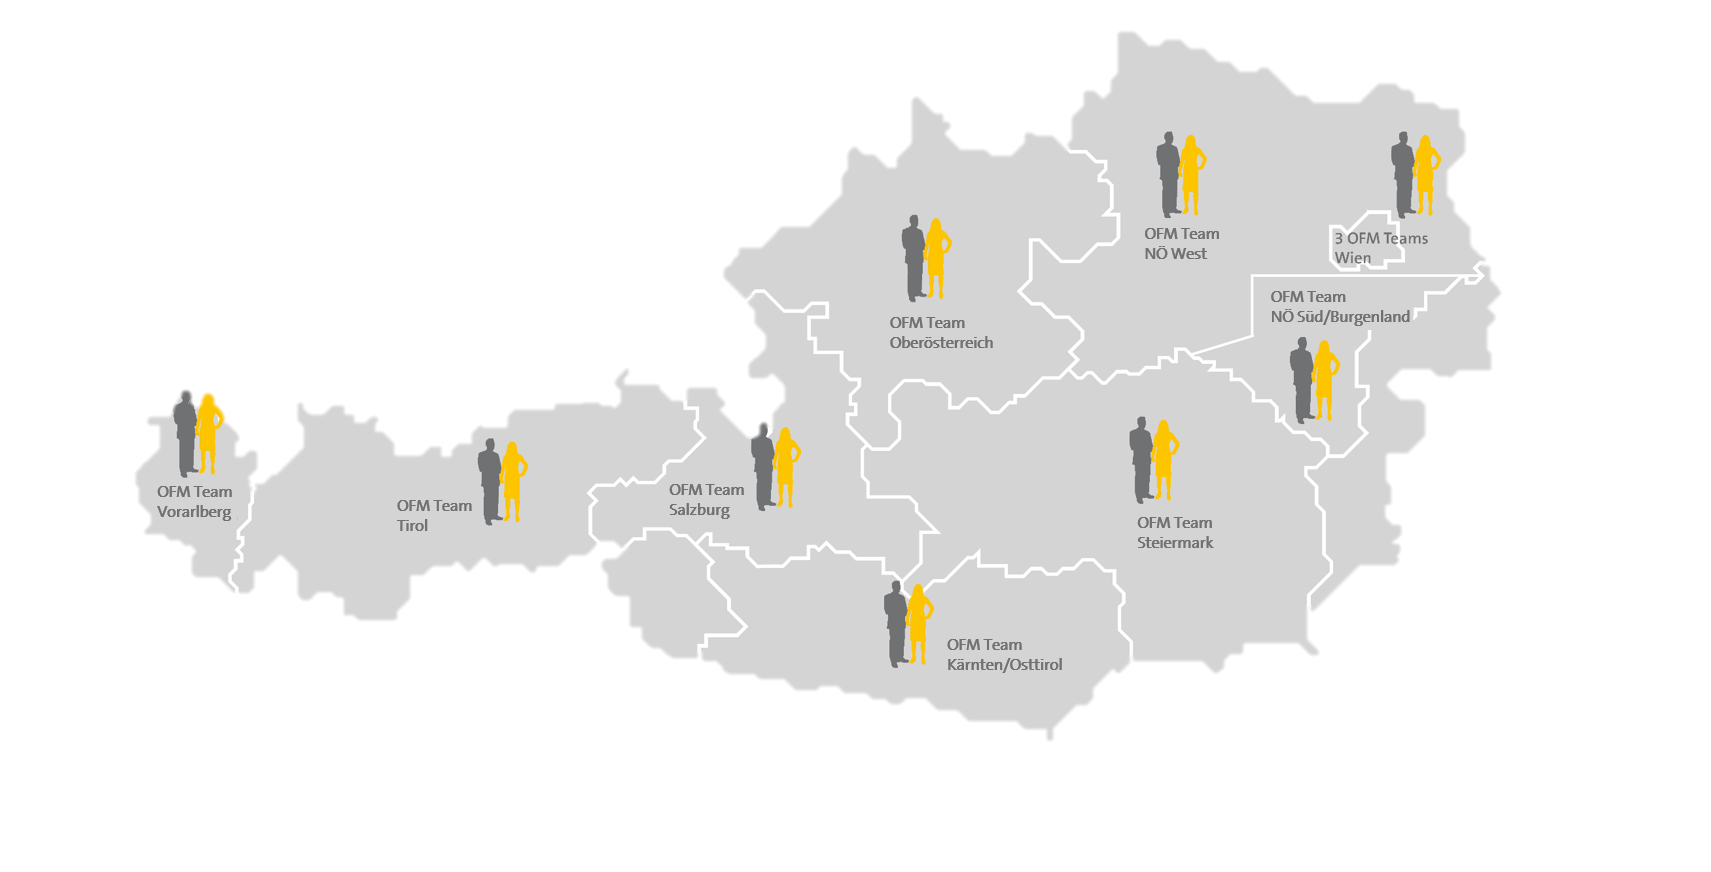 OFM Team
NÖ West
3 OFM Teams
Wien
OFM Team
NÖ Süd/Burgenland
OFM Team
Oberösterreich
OFM Team
Vorarlberg
OFM Team
Tirol
OFM Team
Salzburg
OFM Team
Steiermark
OFM Team
Kärnten/Osttirol